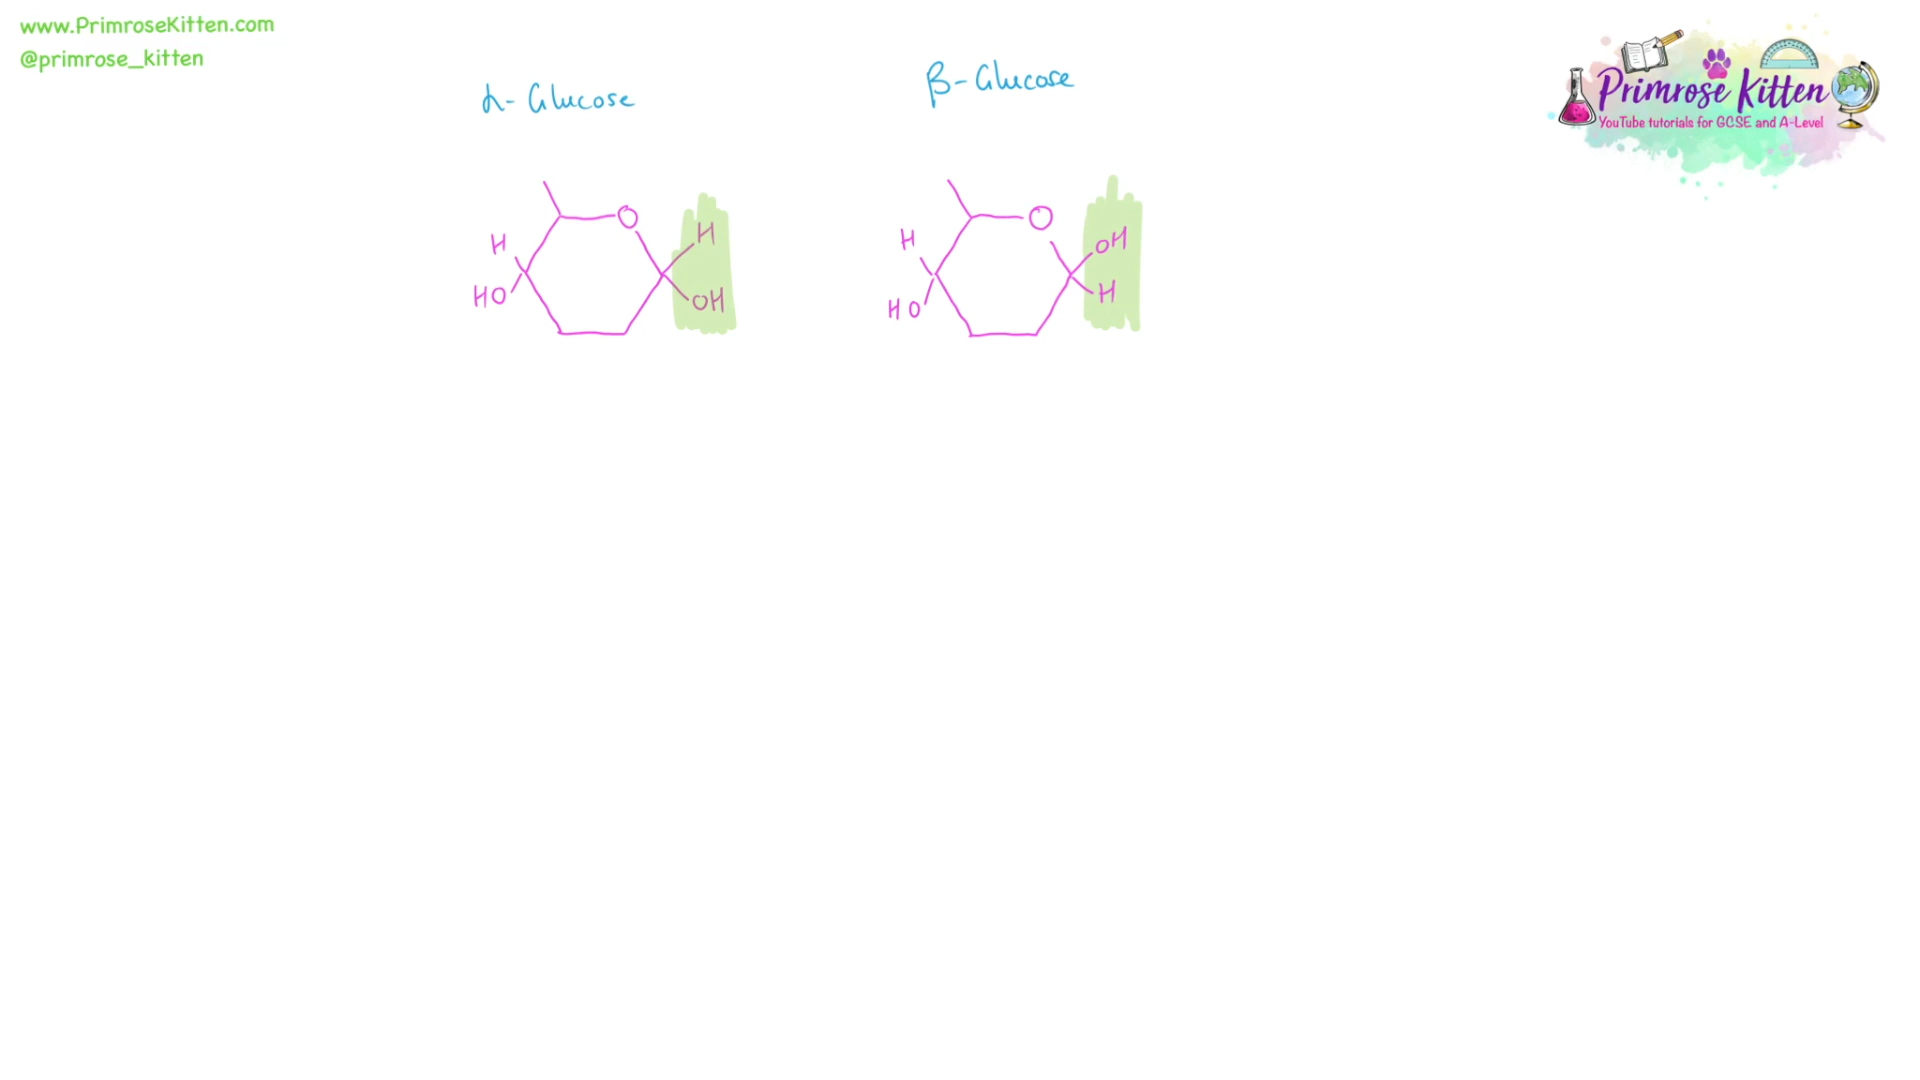 www.PrimroseKitten.com
@primrose_kitten
Primrose Kitten
YouTube tutorials for GCSE and A-Level
α- Glucose
β- Glucose
O
H
H
HO
OH
O
H
OH
HO
H